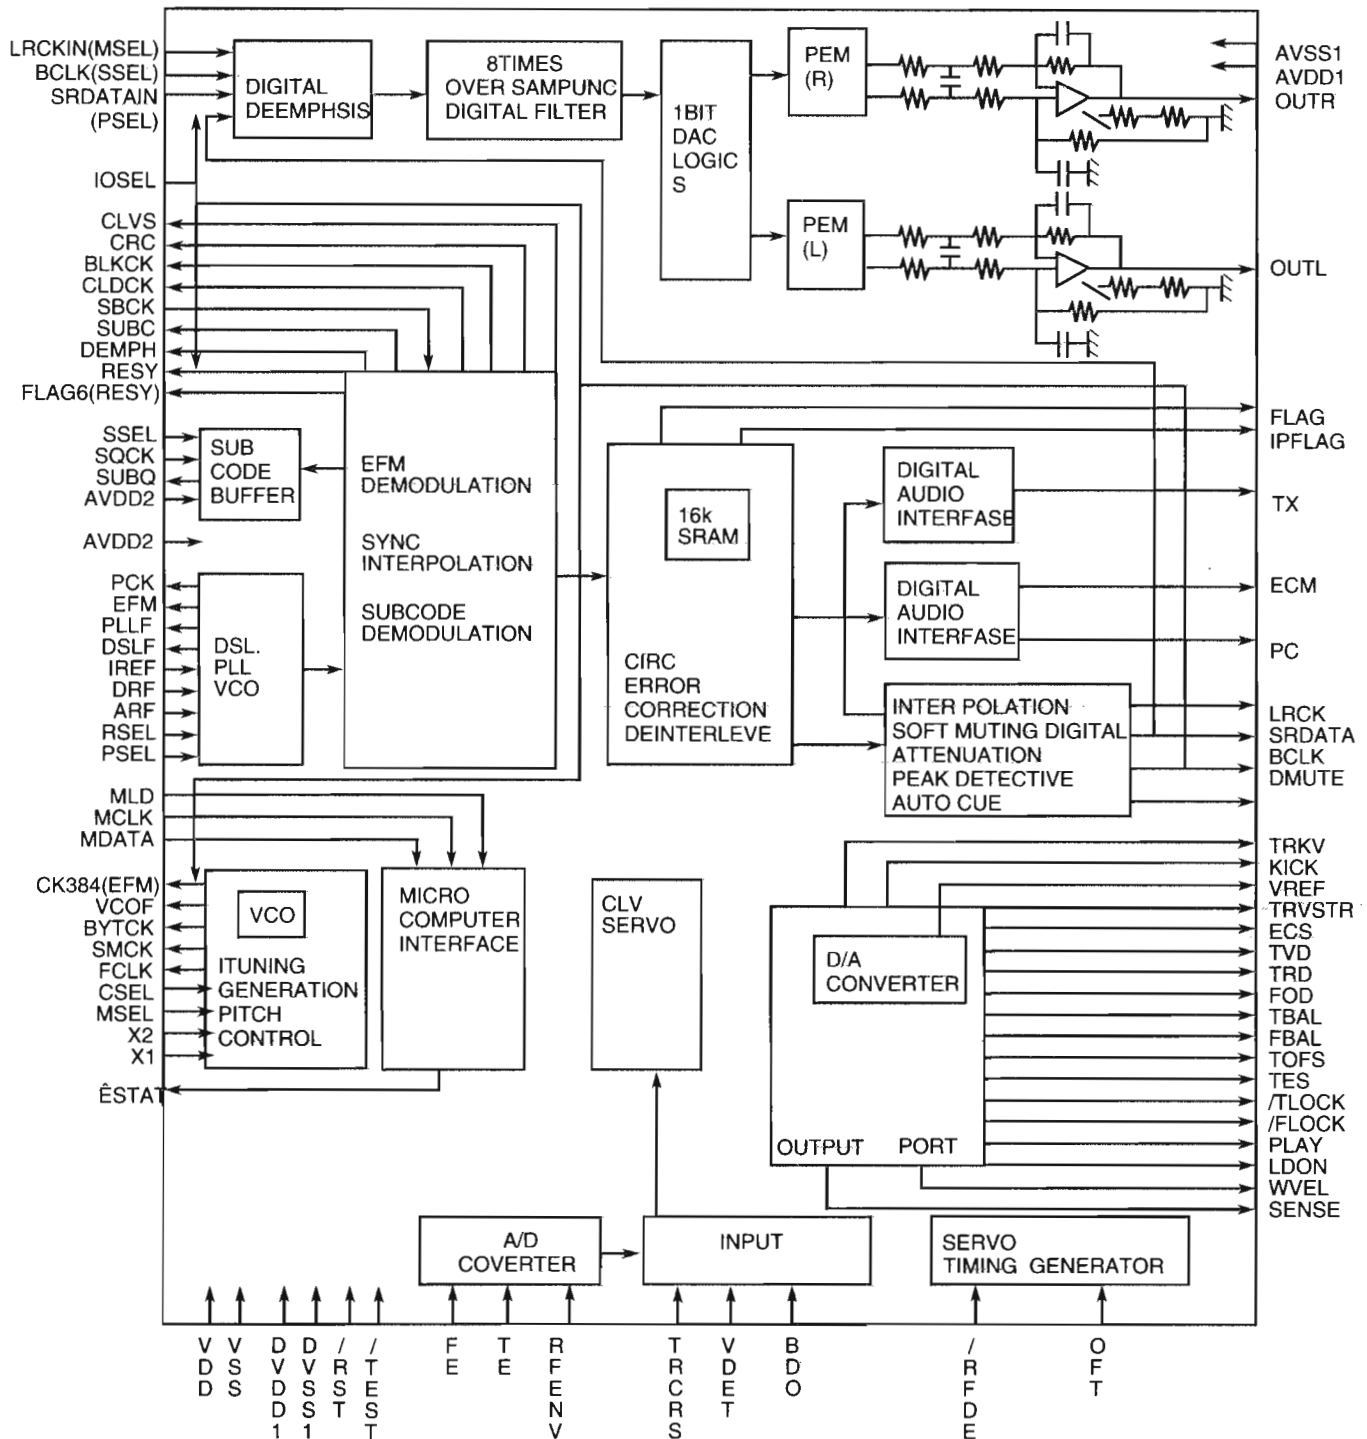 LRCKIN(MSEL)
BCLK(SSEL)
SRDATAIN
(PSEL)
IOSEL
CLVS
CRC
BLKCK
CLDCK
SBCK
SUBC
DEMPH
RESY
FLAG6(RESY)
SSEL
SQCK
SUBQ
AVDD2
AVDD2
PCK
EFM
PLLF
DSLF
IREF
DRF
ARF
RSEL
PSEL
MLD
MCLK
MDATA
CK384(EFM)
VCOF
BYTCK
SMCK
FCLK
CSEL
MSEL
X2
X1
ÊSTAT
DIGITAL
DEEMPHSIS
8TIMES
OVER SAMPUNC
DIGITAL FILTER
1BIT
DAC
LOGIC
S
PEM
(R)
PEM
(L)
SUB
CODE
BUFFER
DSL.
PLL
VCO
EFM
DEMODULATION
SYNC
INTERPOLATION
SUBCODE
DEMODULATION
16k
SRAM
CIRC
ERROR
CORRECTION
DEINTERLEVE
DIGITAL
AUDIO
INTERFASE
DIGITAL
AUDIO
INTERFASE
INTER POLATION
SOFT MUTING DIGITAL
ATTENUATION
PEAK DETECTIVE
AUTO CUE
VCO
ITUNING
GENERATION
PITCH
CONTROL
MICRO
COMPUTER
INTERFACE
CLV
SERVO
D/A
CONVERTER
OUTPUT PORT
A/D
COVERTER
INPUT
SERVO
TIMING GENERATOR
AVSS1
AVDD1
OUTR
OUTL
FLAG
IPFLAG
TX
ECM
PC
LRCK
SRDATA
BCLK
DMUTE
TRKV
KICK
VREF
TRVSTR
ECS
TVD
TRD
FOD
TBAL
FBAL
TOFS
TES
/TLOCK
/FLOCK
PLAY
LDON
WVEL
SENSE
VDD
VSS
DVDD1
DVSS1
/RST
/TEST
FE
TE
RFENV
TRCRS
VDET
BDO
/RFDE
OFT